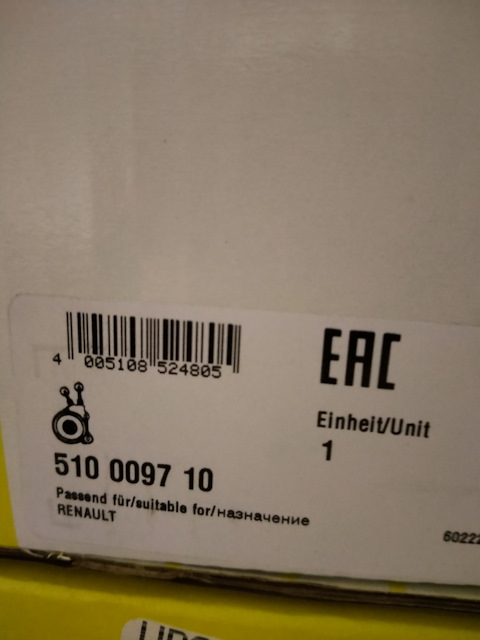 4 005108 524805
EAC
Einheit/Unit
1
510 0097 10
Passend für/suitable for/назначение
RENAULT